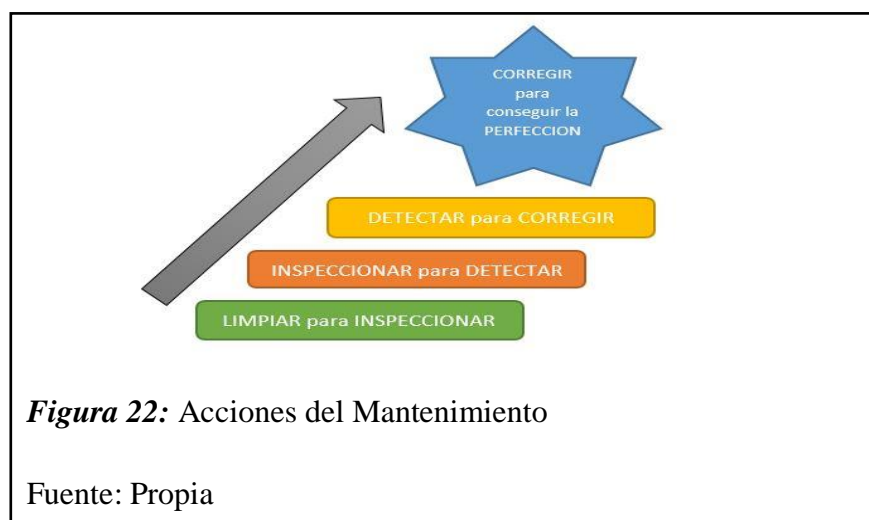 CORREGIR
para
conseguir la
PERFECCION
DETECTAR para CORREGIR
INSPECCIONAR para DETECTAR
LIMPIAR para INSPECCIONAR
Figura 22: Acciones del Mantenimiento
Fuente: Propia